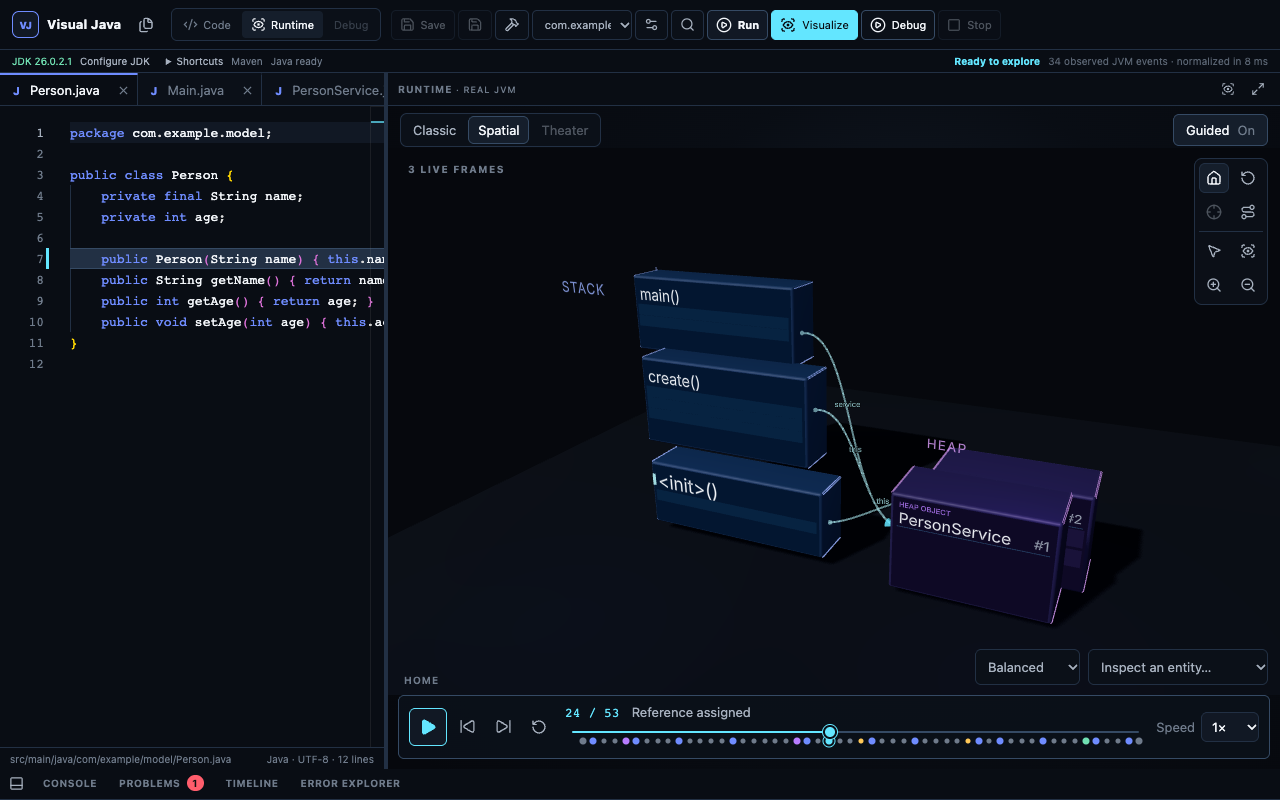 VJ Visual Java Code Runtime Debug Save com.example Run Visualize Debug Stop
JDK 26.0.2.1 Configure JDK Shortcuts Maven Java ready Ready to explore 34 observed JVM events · normalized in 8 ms
J Person.java J Main.java J PersonService.
RUNTIME · REAL JVM
Classic Spatial Theater Guided On
3 LIVE FRAMES
1 package com.example.model;
2
3 public class Person {
4 private final String name;
5 private int age;
6
7 public Person(String name) { this.nam
8 public String getName() { return name
9 public int getAge() { return age; }
10 public void setAge(int age) { this.ag
11 }
12
STACK
main()
create()
<init>()
service
this
this
HEAP
HEAP OBJECT
PersonService #1
#2
Balanced Inspect an entity...
HOME
24 / 53 Reference assigned
Speed 1×
src/main/java/com/example/model/Person.java Java · UTF-8 · 12 lines
CONSOLE PROBLEMS 1 TIMELINE ERROR EXPLORER